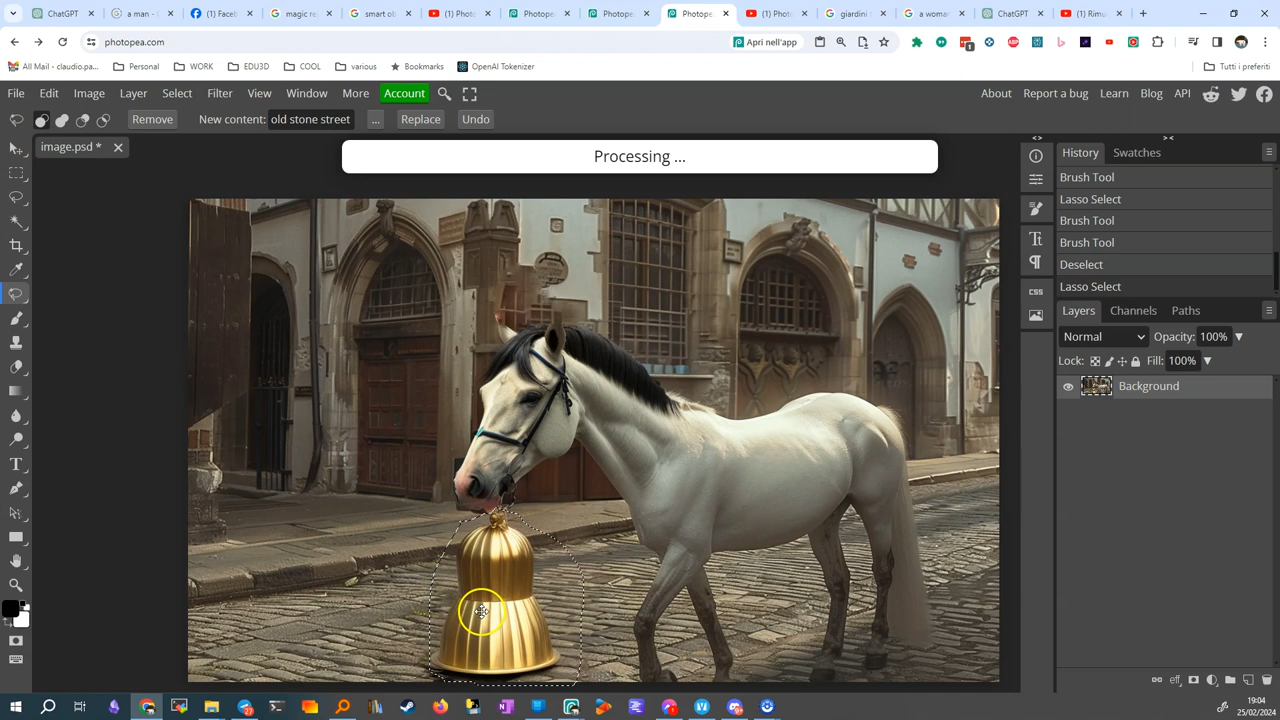 ChatGPT
a man -
(1) Faceb
magic re
smart ob
(1) Photo
Photope
Photope
Photope
(1) Photo
giardini
a woma
ChatGPT
(1) Rimu
photopea.com
Apri nell'app
All Mail - claudio.pa...
Personal
WORK
EDU3D
COOL
various
Bookmarks
OpenAI Tokenizer
Tutti i preferiti
File Edit Image Layer Select Filter View Window More Account
About Report a bug Learn Blog API
Remove New content: old stone street ... Replace Undo
image.psd *
Processing ...
History Swatches
Brush Tool
Lasso Select
Brush Tool
Brush Tool
Deselect
Lasso Select
Layers Channels Paths
Normal Opacity: 100%
Lock: Fill: 100%
Background
CSS
eff
19:04
25/02/2024